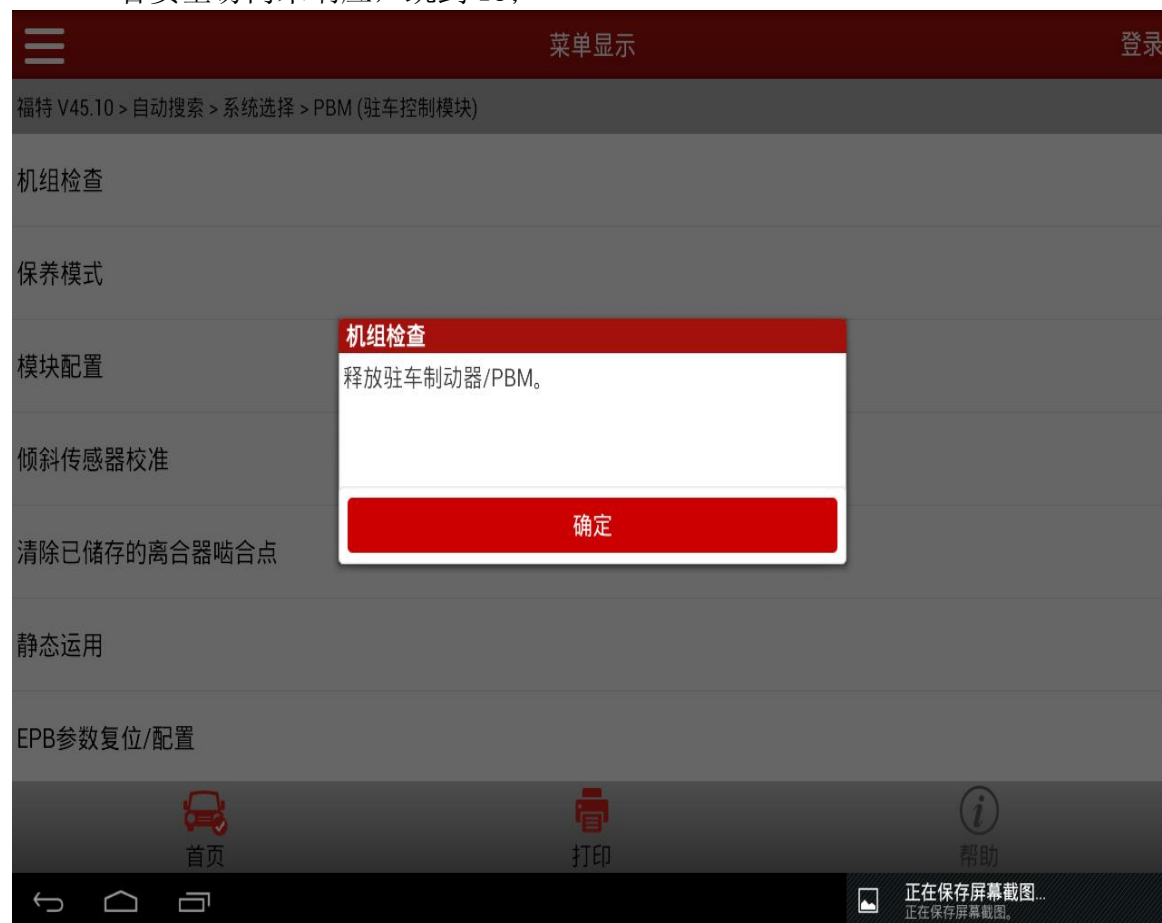 菜单显示
登录
福特 V45.10 > 自动搜索 > 系统选择 > PBM (驻车控制模块)
机组检查
保养模式
机组检查
模块配置
释放驻车制动器/PBM。
倾斜传感器校准
确定
清除已储存的离合器啮合点
静态运用
EPB参数复位/配置
首页
打印
帮助
正在保存屏幕截图...
正在保存屏幕截图。